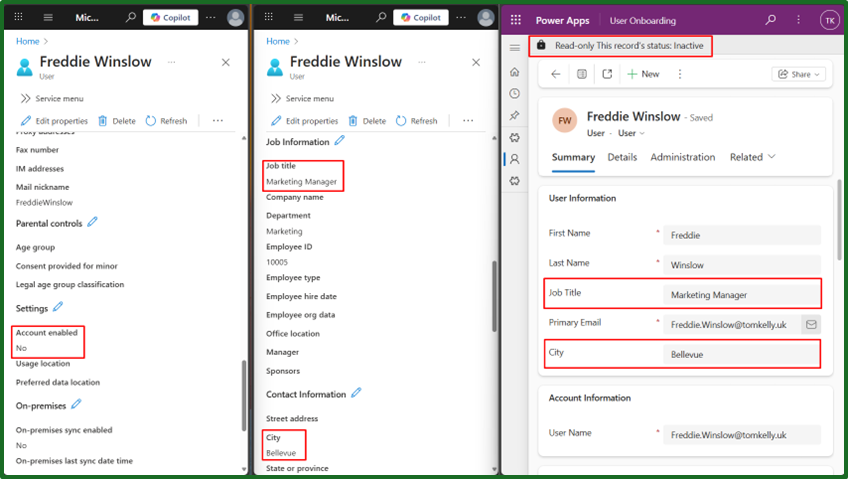 Mic...
Copilot
...
Home >
Freddie Winslow
...
User
Service menu
Edit properties
Delete
Refresh
...
Proxy addresses
Fax number
IM addresses
Mail nickname
FreddieWinslow
Parental controls
Age group
Consent provided for minor
Legal age group classification
Settings
Account enabled
No
Usage location
Preferred data location
On-premises
On-premises sync enabled
No
On-premises last sync date time
Mic...
Copilot
...
Home >
Freddie Winslow
...
User
Service menu
Edit properties
Delete
Refresh
...
Job Information
Job title
Marketing Manager
Company name
Department
Marketing
Employee ID
10005
Employee type
Employee hire date
Employee org data
Office location
Manager
Sponsors
Contact Information
Street address
City
Bellevue
State or province
Power Apps
User Onboarding
TK
Read-only This record's status: Inactive
New
Share
FW
Freddie Winslow - Saved
User · User
Summary Details Administration Related
User Information
First Name * Freddie
Last Name * Winslow
Job Title Marketing Manager
Primary Email * Freddie.Winslow@tomkelly.uk
City Bellevue
Account Information
User Name * Freddie.Winslow@tomkelly.uk